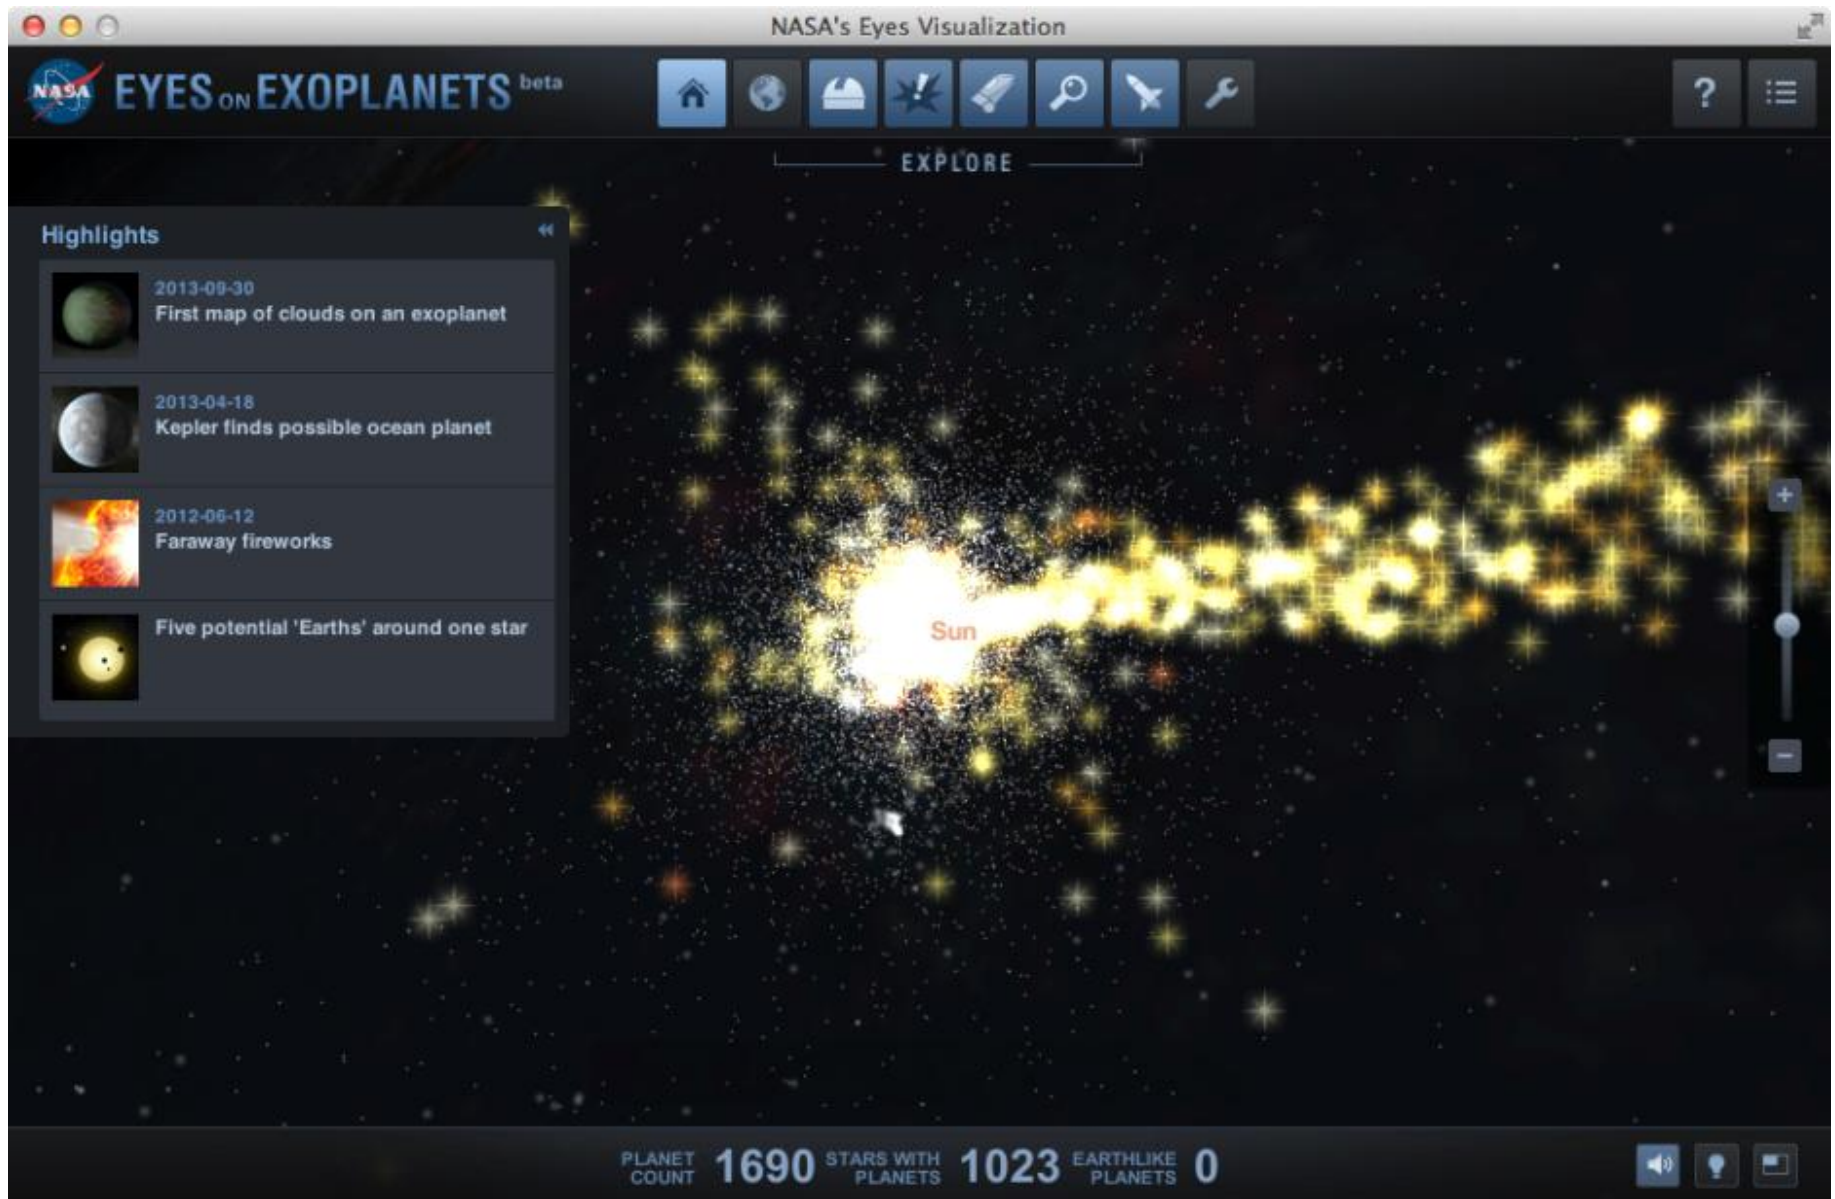 NASA's Eyes Visualization
NASA EYES ON EXOPLANETS beta
?
EXPLORE
Highlights
2013-09-30
First map of clouds on an exoplanet
2013-04-18
Kepler finds possible ocean planet
2012-06-12
Faraway fireworks
Five potential 'Earths' around one star
Sun
PLANET COUNT 1690 STARS WITH PLANETS 1023 EARTHLIKE PLANETS 0